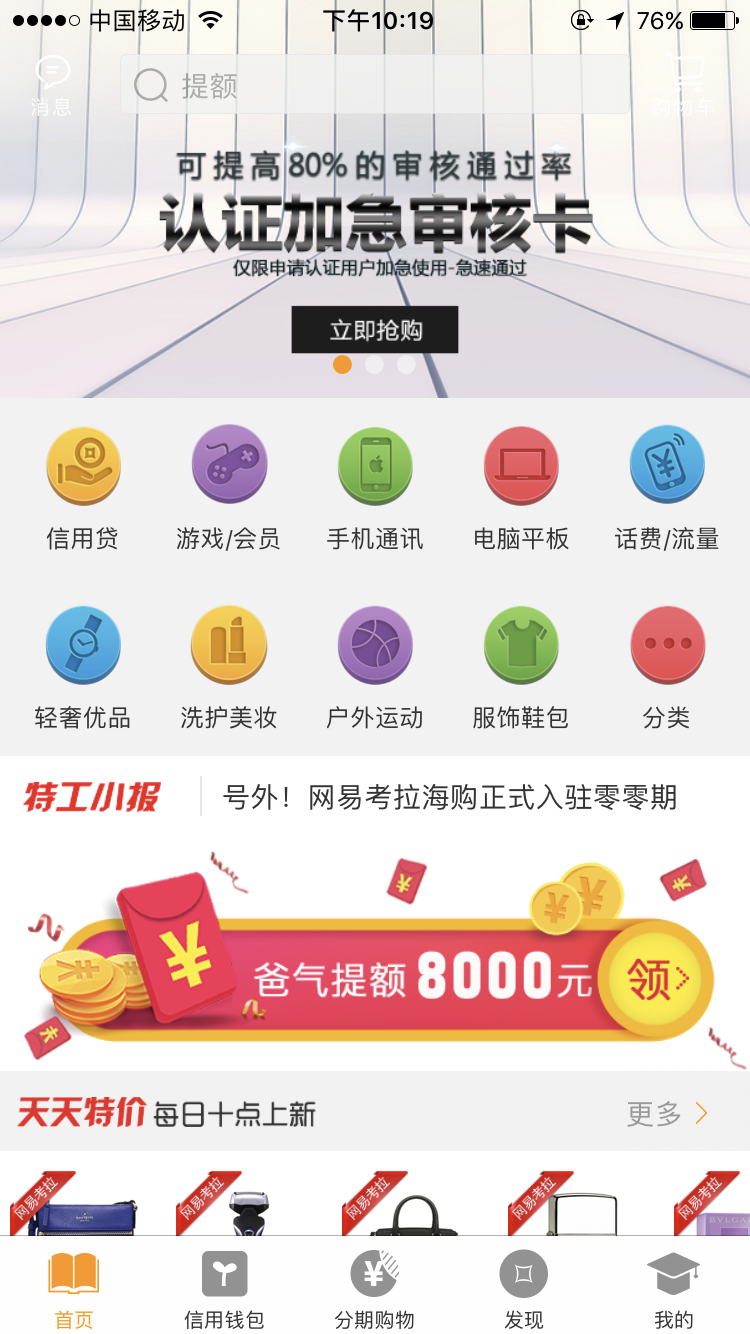 中国移动
下午10:19
76%
消息
提额
购物车
可提高80%的审核通过率
认证加急审核卡
仅限申请认证用户加急使用-急速通过
立即抢购
信用贷
游戏/会员
手机通讯
电脑平板
话费/流量
轻奢优品
洗护美妆
户外运动
服饰鞋包
分类
特工小报
号外！网易考拉海购正式入驻零零期
¥
爸气提额8000元
领
天天特价
每日十点上新
更多
网易考拉
网易考拉
网易考拉
网易考拉
网易考拉
首页
信用钱包
分期购物
发现
我的